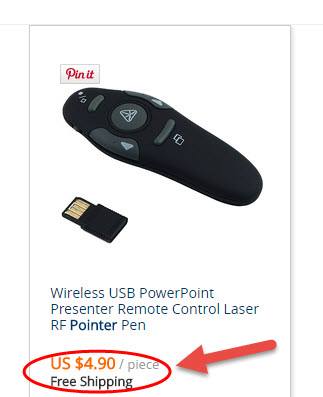 Pin it
Wireless USB PowerPoint
Presenter Remote Control Laser
RF Pointer Pen
US $4.90 / piece
Free Shipping